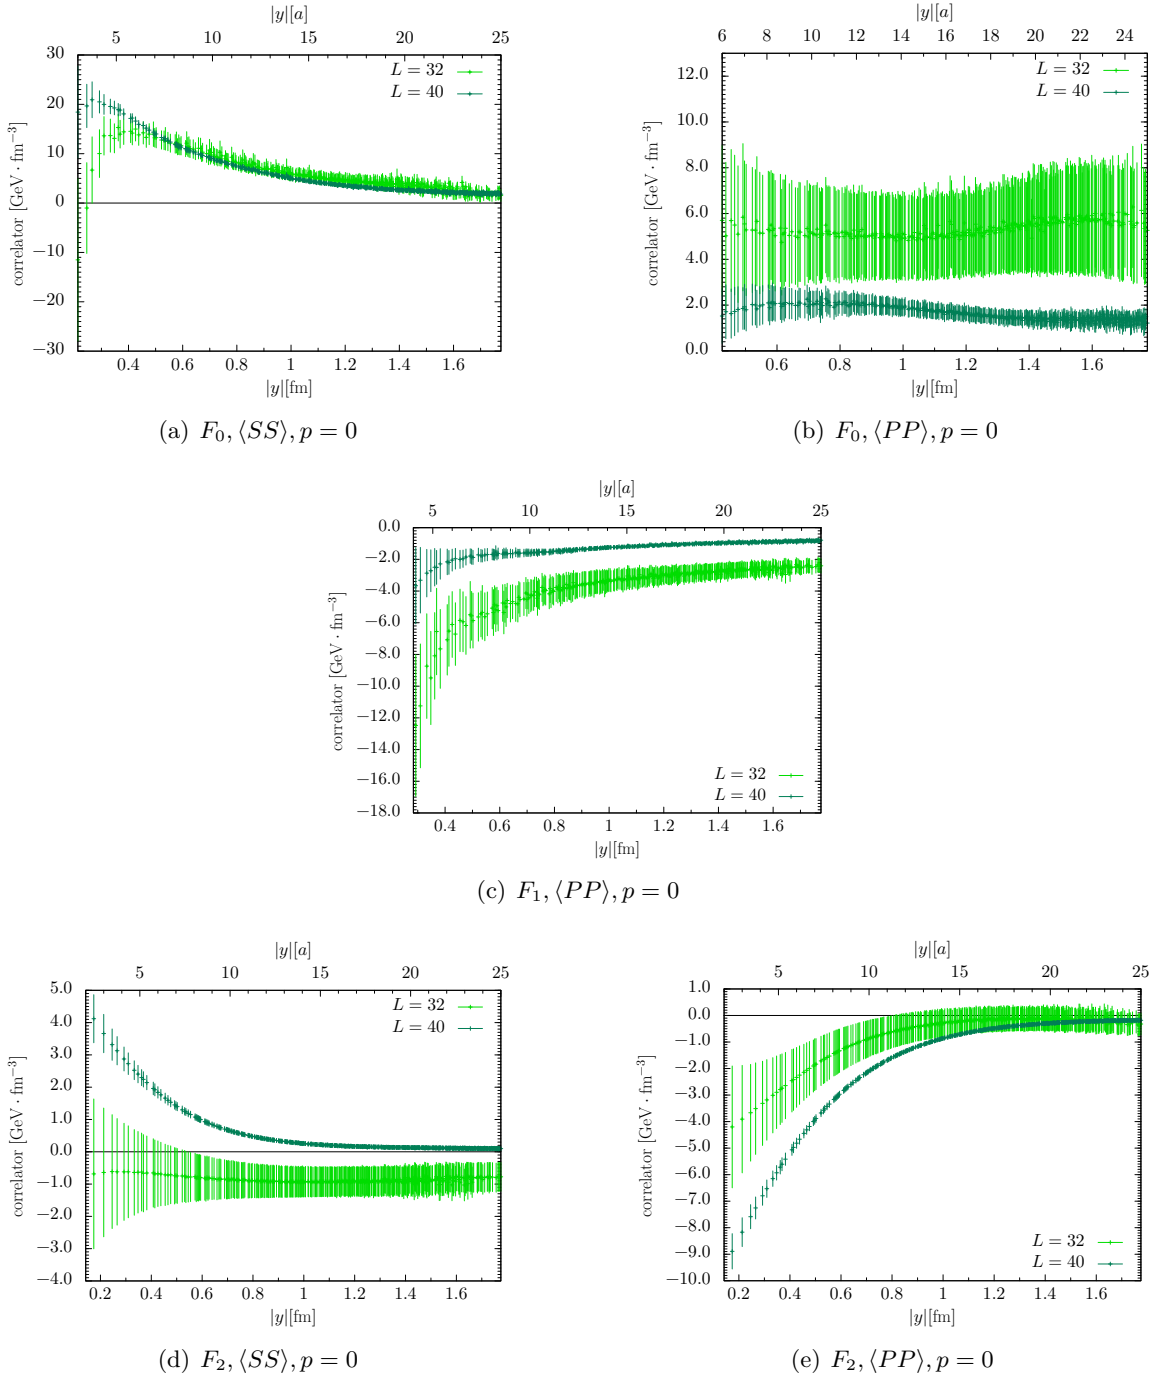 |y|[a]
5 10 15 20 25
30
20
10
0
−10
−20
−30
correlator [GeV · fm⁻³]
L = 32
L = 40
0.4 0.6 0.8 1 1.2 1.4 1.6
|y|[fm]
(a) F₀, ⟨SS⟩, p = 0
|y|[a]
6 8 10 12 14 16 18 20 22 24
12.0
10.0
8.0
6.0
4.0
2.0
0.0
correlator [GeV · fm⁻³]
L = 32
L = 40
0.6 0.8 1 1.2 1.4 1.6
|y|[fm]
(b) F₀, ⟨PP⟩, p = 0
|y|[a]
5 10 15 20 25
0.0
−2.0
−4.0
−6.0
−8.0
−10.0
−12.0
−14.0
−16.0
−18.0
correlator [GeV · fm⁻³]
L = 32
L = 40
0.4 0.6 0.8 1 1.2 1.4 1.6
|y|[fm]
(c) F₁, ⟨PP⟩, p = 0
|y|[a]
5 10 15 20 25
5.0
4.0
3.0
2.0
1.0
0.0
−1.0
−2.0
−3.0
−4.0
correlator [GeV · fm⁻³]
L = 32
L = 40
0.2 0.4 0.6 0.8 1 1.2 1.4 1.6
|y|[fm]
(d) F₂, ⟨SS⟩, p = 0
|y|[a]
5 10 15 20 25
1.0
0.0
−1.0
−2.0
−3.0
−4.0
−5.0
−6.0
−7.0
−8.0
−9.0
−10.0
correlator [GeV · fm⁻³]
L = 32
L = 40
0.2 0.4 0.6 0.8 1 1.2 1.4 1.6
|y|[fm]
(e) F₂, ⟨PP⟩, p = 0